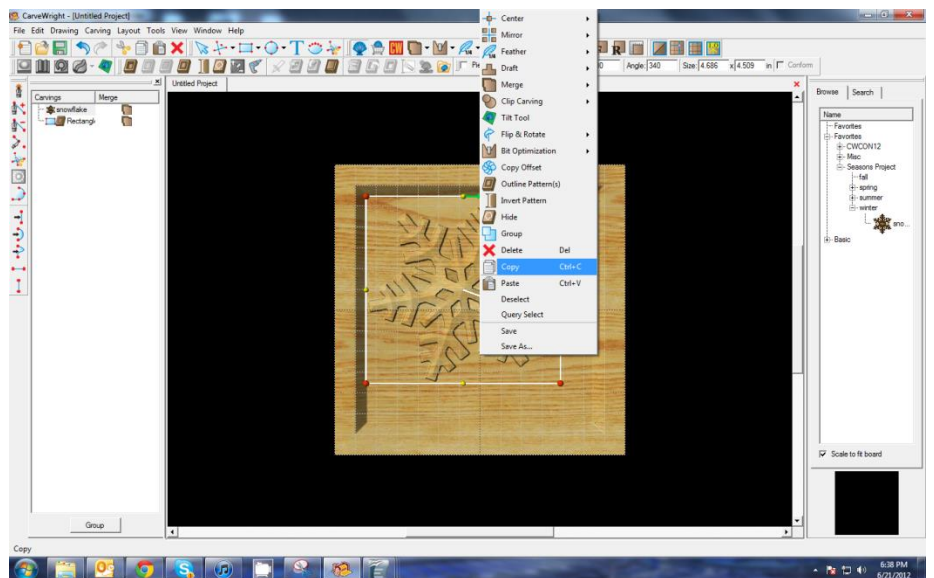 CarveWright - [Untitled Project]
File Edit Drawing Carving Layout Tools View Window Help
Angle: 340 Size: 4.686 x 4.509 in Conform
Untitled Project
Carvings Merge
snowflake
Rectangl
Group
Center
Mirror
Feather
Draft
Merge
Clip Carving
Tilt Tool
Flip & Rotate
Bit Optimization
Copy Offset
Outline Pattern(s)
Invert Pattern
Hide
Group
Delete Del
Copy Ctrl+C
Paste Ctrl+V
Deselect
Query Select
Save
Save As...
Browse Search
Name
Favorites
Favorites
CWCON12
Misc
Seasons Project
fall
spring
summer
winter
sno...
Basic
Scale to fit board
Copy
6:38 PM
6/21/2012